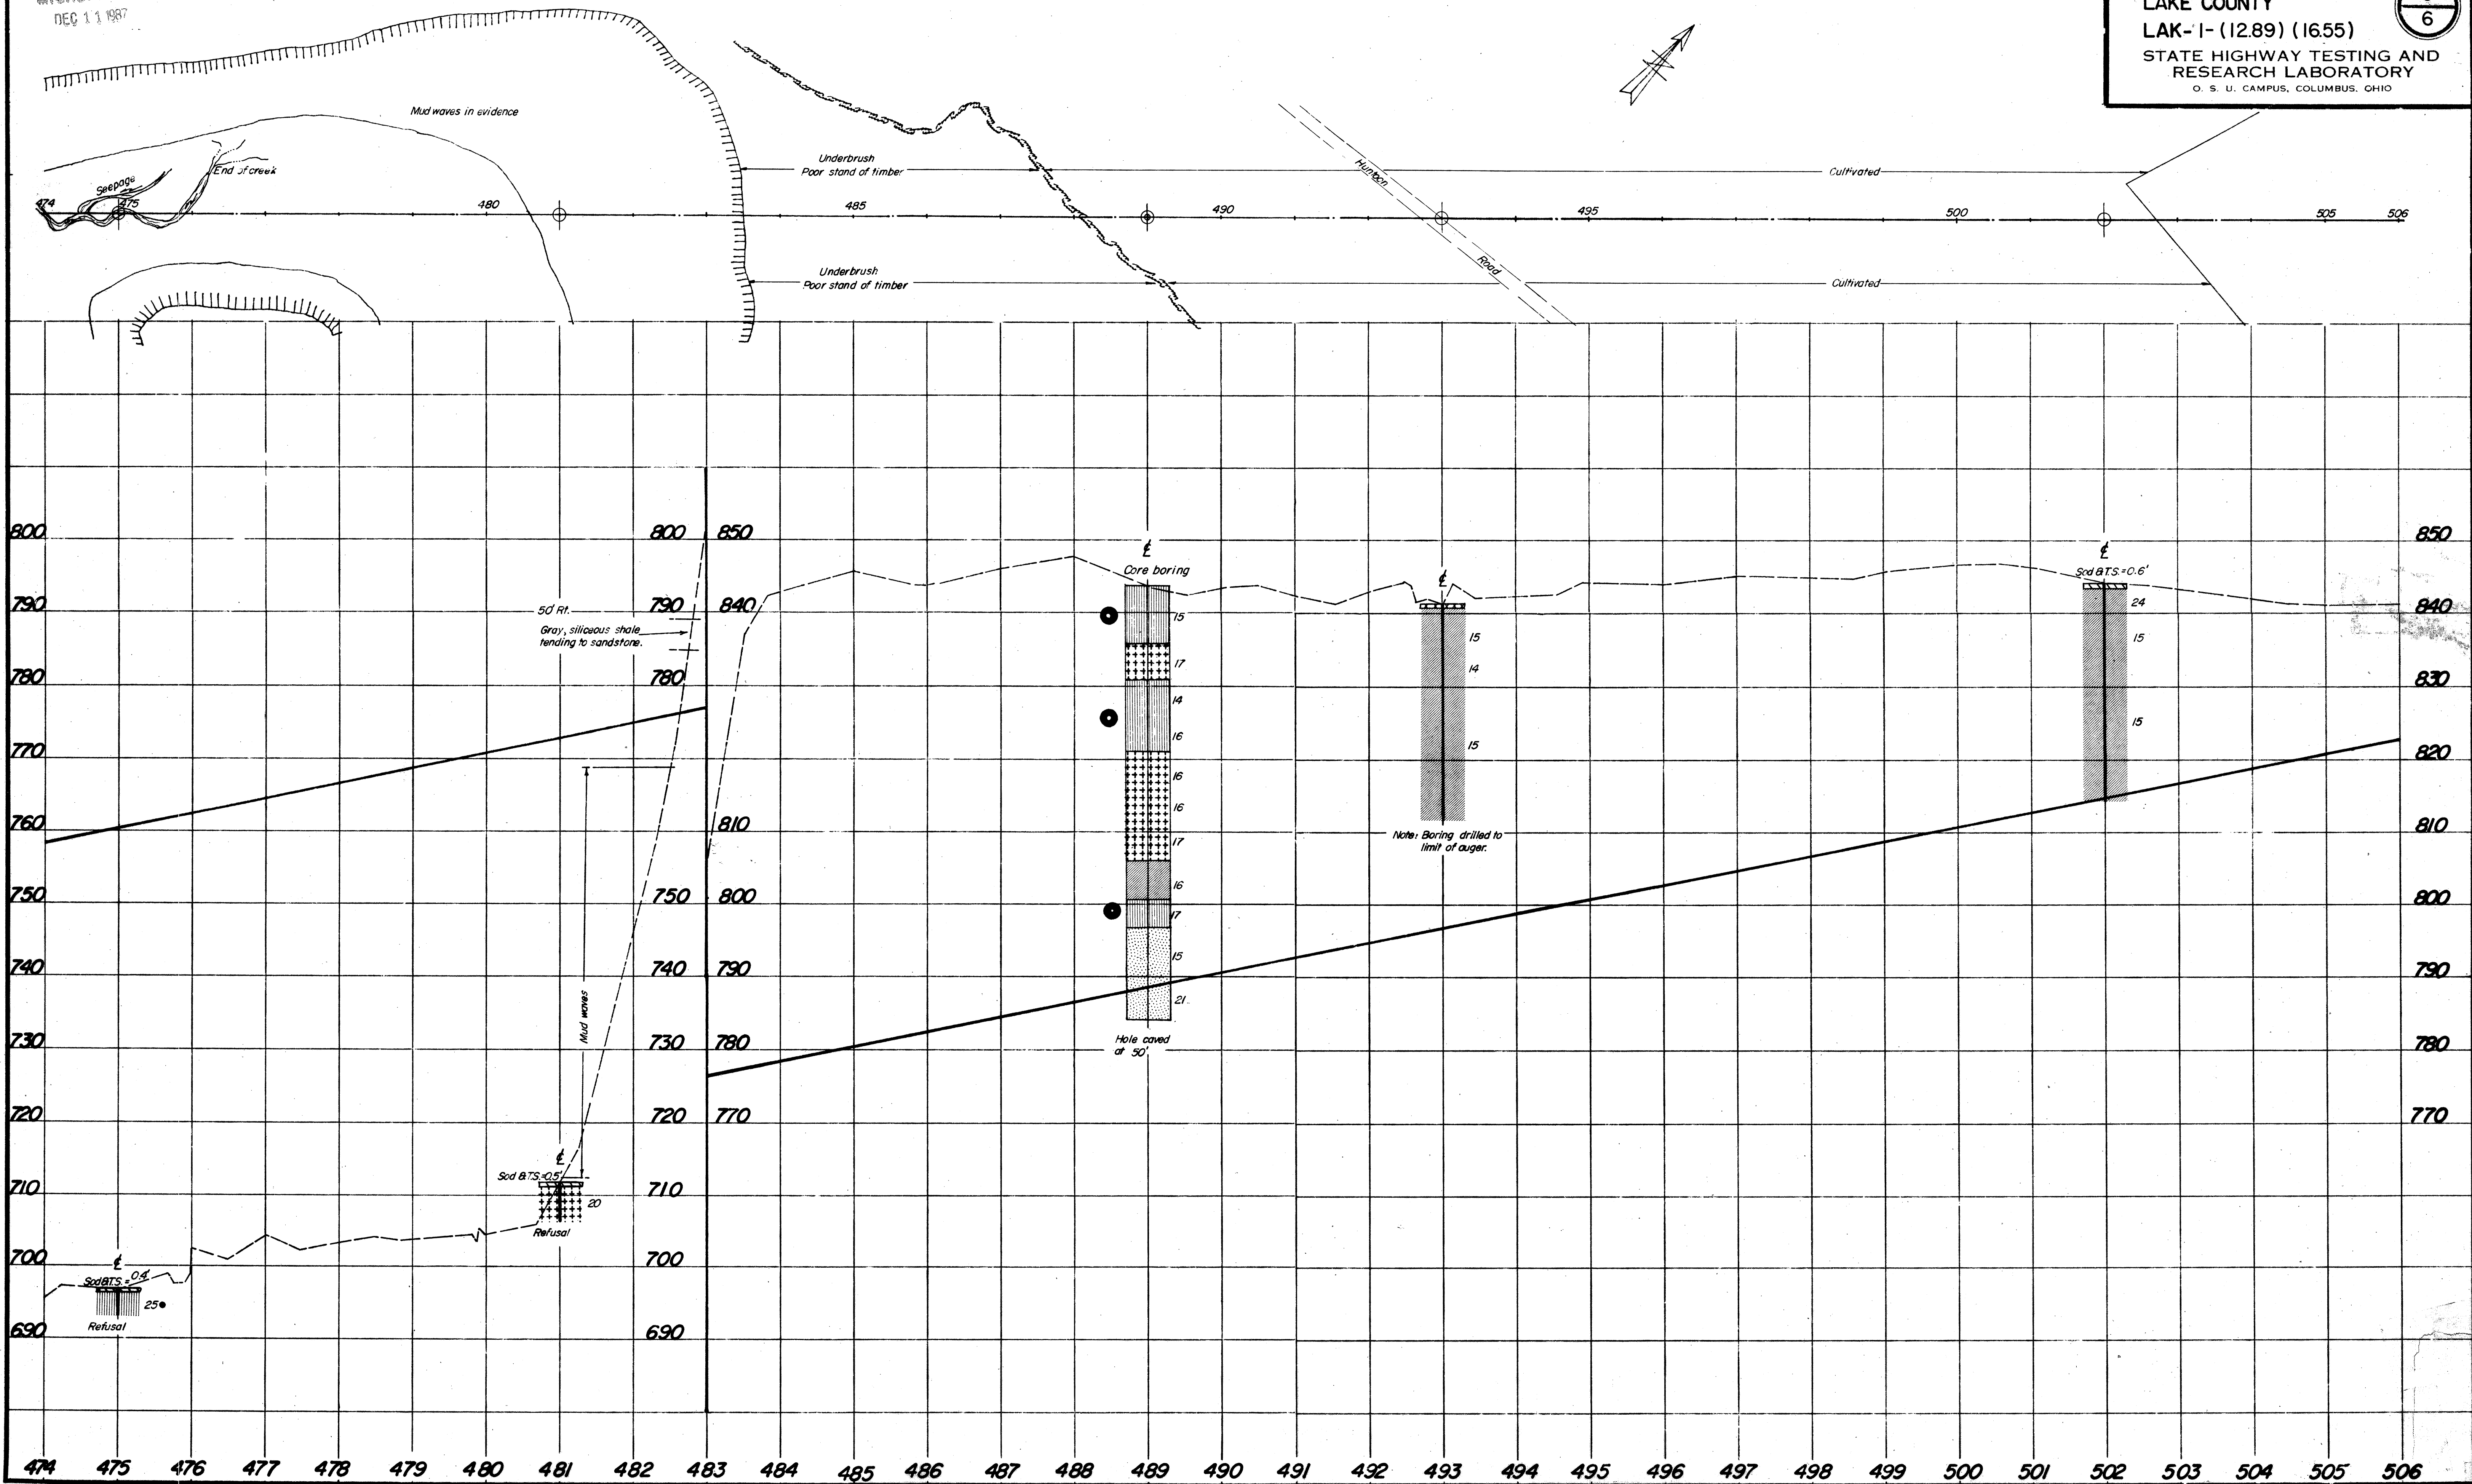 DEC 11 1987
LAKE COUNTY
6
LAK-1-(12.89) (16.55)
STATE HIGHWAY TESTING AND
RESEARCH LABORATORY
O. S. U. CAMPUS, COLUMBUS, OHIO
Mud waves in evidence
End of creek
Seepage
Underbrush
Poor stand of timber
Huntoon
Cultivated
474
475
480
485
490
495
500
505
506
Underbrush
Poor stand of timber
Road
Cultivated
800
800
850
850
℄
℄
Core boring
Sod & T.S.=0.6'
℄
790
50' Rt.
790
840
840
24
15
Gray, siliceous shale
tending to sandstone.
15
15
17
14
780
780
830
14
15
16
15
770
820
16
16
760
810
810
17
Note: Boring drilled to
limit of auger.
16
750
750
800
800
17
15
740
740
790
790
21
Mud waves
730
730
780
780
Hole caved
at 50'
720
720
770
770
℄
Sod & T.S.=0.5'
710
710
20
Refusal
700
700
℄
Sod & T.S.=0.4'
25
Refusal
690
690
474 475 476 477 478 479 480 481 482 483 484 485 486 487 488 489 490 491 492 493 494 495 496 497 498 499 500 501 502 503 504 505 506